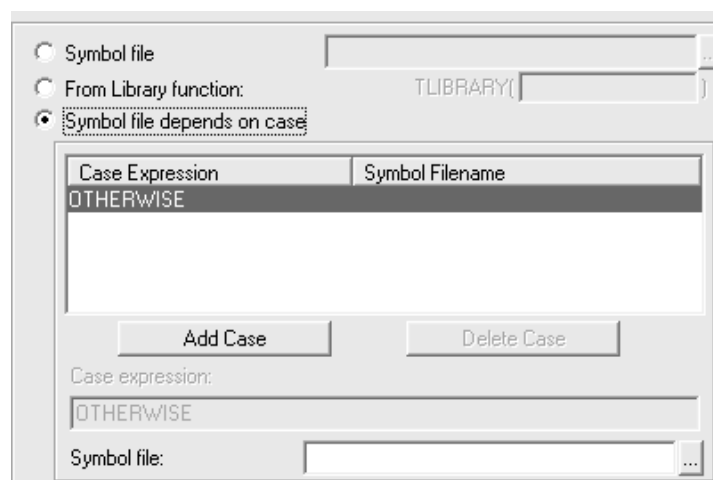 Symbol file ...
From Library function: TLIBRARY( )
Symbol file depends on case
Case Expression Symbol Filename
OTHERWISE
Add Case Delete Case
Case expression:
OTHERWISE
Symbol file: ...